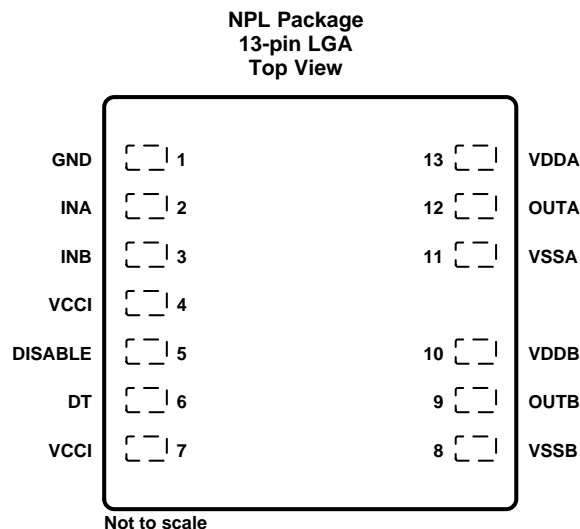 NPL Package
13-pin LGA
Top View
GND 1 13 VDDA
INA 2 12 OUTA
INB 3 11 VSSA
VCCI 4
DISABLE 5 10 VDDB
DT 6 9 OUTB
VCCI 7 8 VSSB
Not to scale